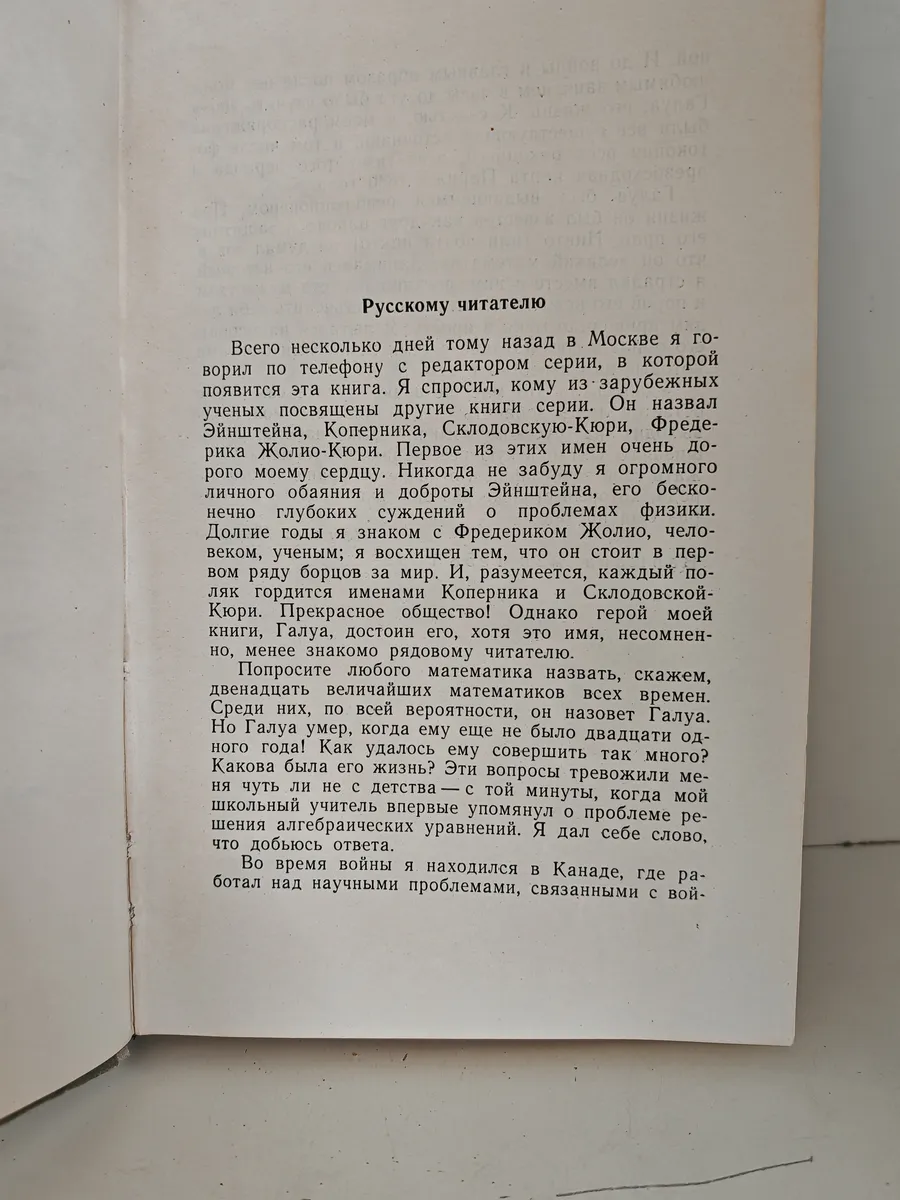 Русскому читателю
Всего несколько дней тому назад в Москве я го-
ворил по телефону с редактором серии, в которой
появится эта книга. Я спросил, кому из зарубежных
ученых посвящены другие книги серии. Он назвал
Эйнштейна, Коперника, Склодовскую-Кюри, Фреде-
рика Жолио-Кюри. Первое из этих имен очень до-
рого моему сердцу. Никогда не забуду я огромного
личного обаяния и доброты Эйнштейна, его беско-
нечно глубоких суждений о проблемах физики.
Долгие годы я знаком с Фредериком Жолио, чело-
веком, ученым; я восхищен тем, что он стоит в пер-
вом ряду борцов за мир. И, разумеется, каждый по-
ляк гордится именами Коперника и Склодовской-
Кюри. Прекрасное общество! Однако герой моей
книги, Галуа, достоин его, хотя это имя, несомнен-
но, менее знакомо рядовому читателю.
Попросите любого математика назвать, скажем,
двенадцать величайших математиков всех времен.
Среди них, по всей вероятности, он назовет Галуа.
Но Галуа умер, когда ему еще не было двадцати од-
ного года! Как удалось ему совершить так много?
Какова была его жизнь? Эти вопросы тревожили ме-
ня чуть ли не с детства — с той минуты, когда мой
школьный учитель впервые упомянул о проблеме ре-
шения алгебраических уравнений. Я дал себе слово,
что добьюсь ответа.
Во время войны я находился в Канаде, где ра-
ботал над научными проблемами, связанными с вой-